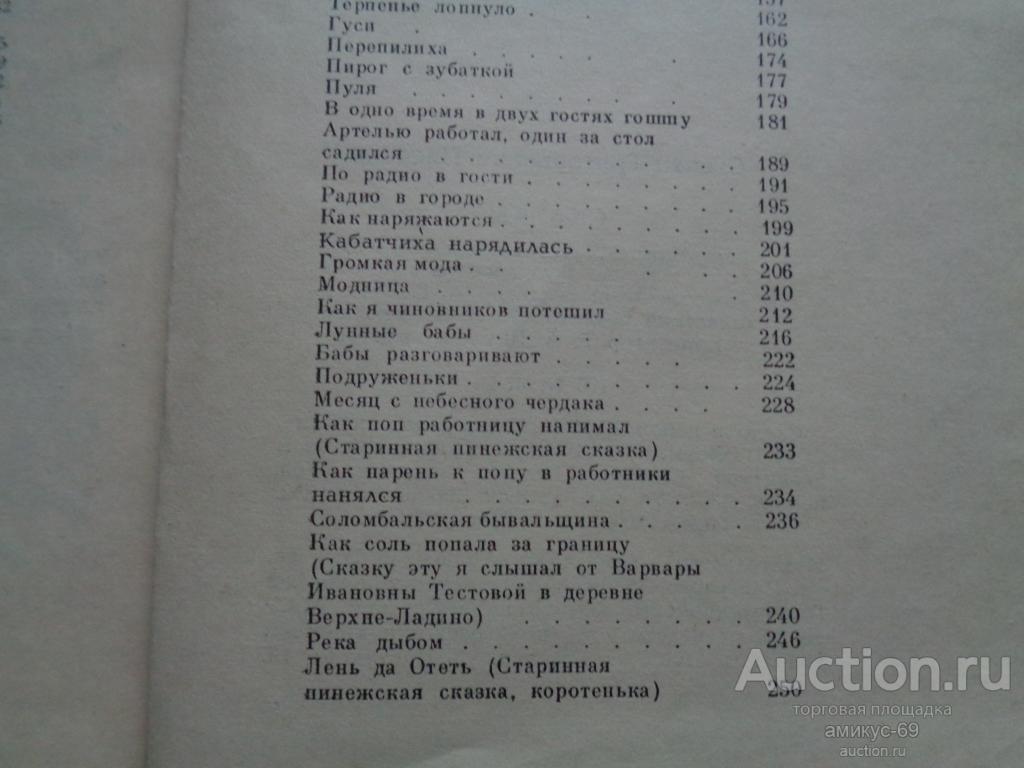 Терпенье лопнуло . . 157
Гуси . 162
Перепилиха . . . . . 166
Пирог с зубаткой 174
Пуля . . . . . . 177
В одно время в двух гостях гощщу 179
Артелью работал, один за стол 181
садился . . . . . . . . . 189
По радио в гости . . . . . . . 191
Радио в городе . . . . . . . . 195
Как наряжаются . . . . . . . 199
Кабатчиха нарядилась . . . . . 201
Громкая мода . . . . . 206
Модница . . . . . 210
Как я чиновников потешил 212
Лунные бабы . . . . . 216
Бабы разговаривают . . . . . 222
Подруженьки . . . . . . . . . 224
Месяц с небесного чердака . . . . 228
Как поп работницу нанимал
(Старинная пинежская сказка) 233
Как парень к попу в работники
нанялся . . . . . . . . . . 234
Соломбальская бывальщина . . . . 236
Как соль попала за границу
(Сказку эту я слышал от Варвары
Ивановны Тестовой в деревне
Верхне-Ладино) . . . . . . . 240
Река дыбом . . . . . . . . . 246
Лень да Отеть (Старинная
пинежская сказка, коротенька) 250
Auction.ru
торговая площадка
амикус-69
auction.ru